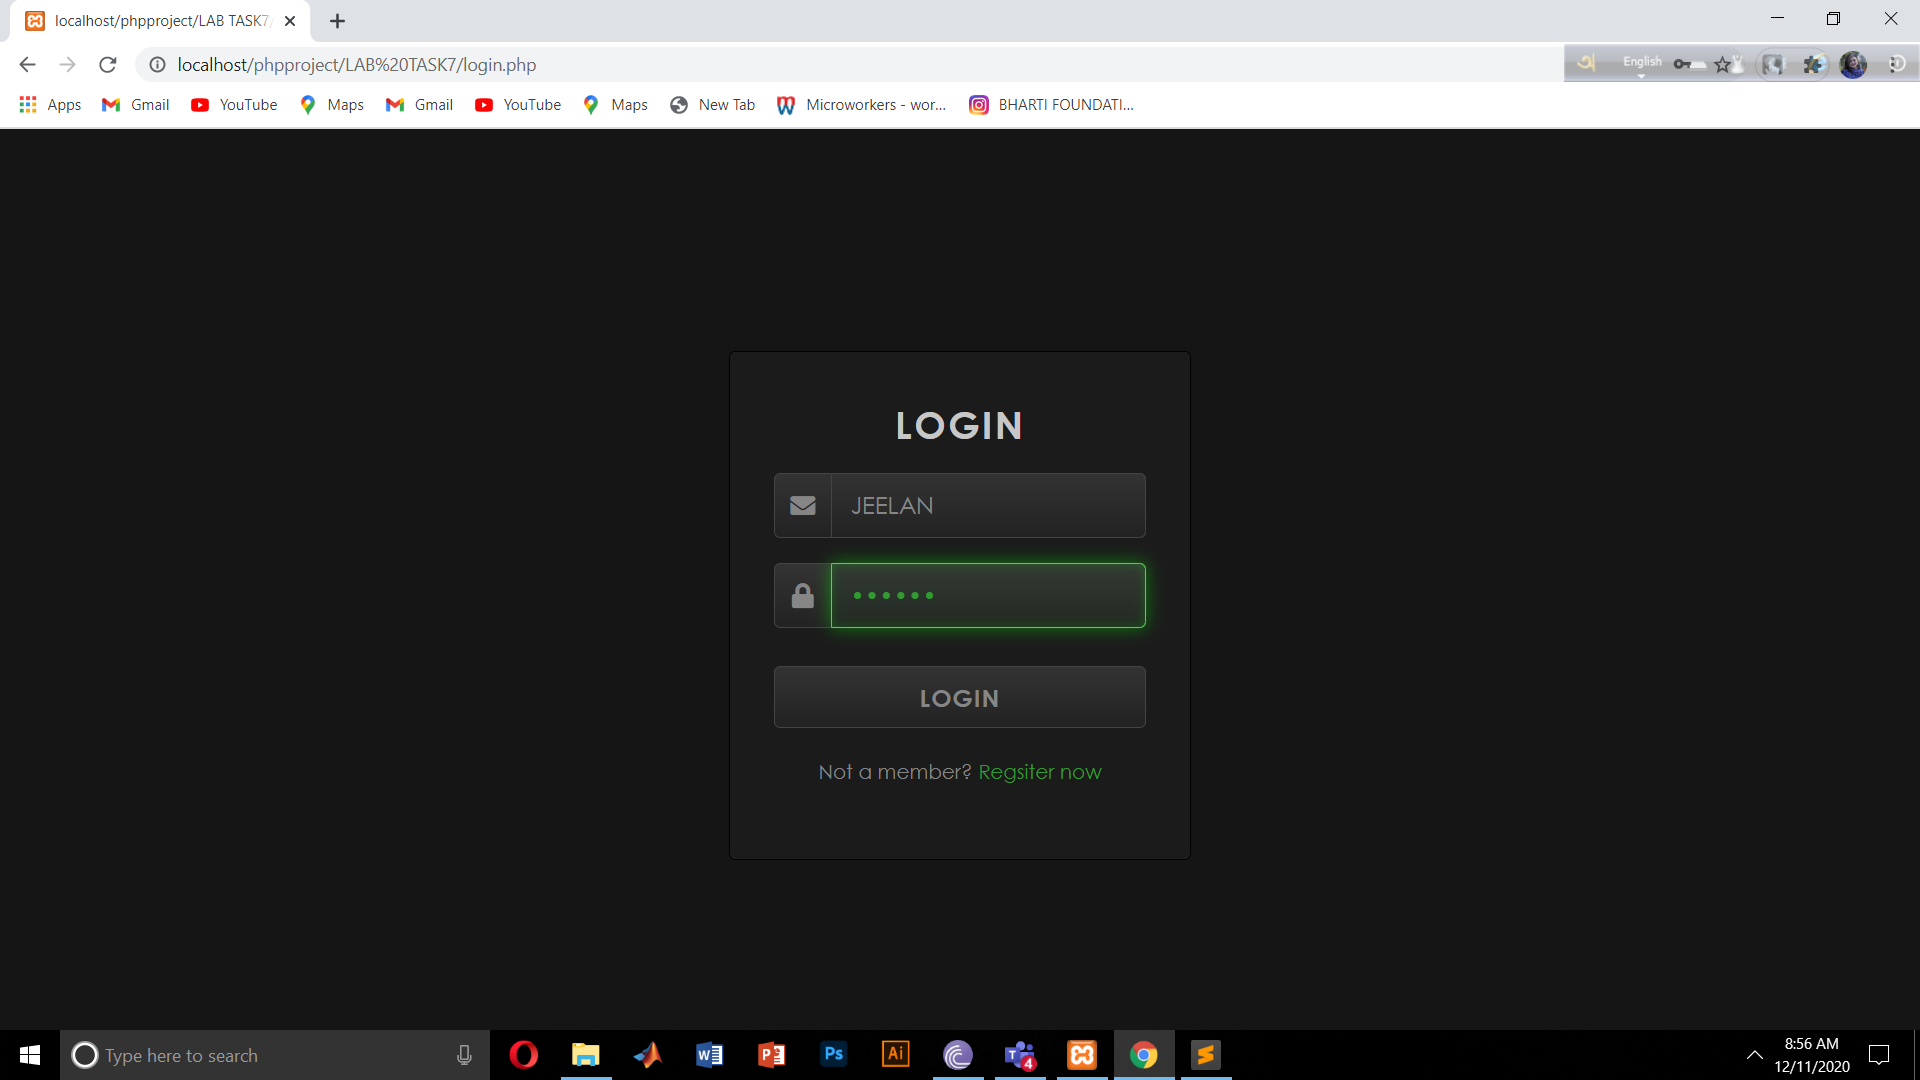 localhost/phpproject/LAB TASK7/
localhost/phpproject/LAB%20TASK7/login.php
অ English
Apps Gmail YouTube Maps Gmail YouTube Maps New Tab Microworkers - wor... BHARTI FOUNDATI...
LOGIN
JEELAN
••••••
LOGIN
Not a member? Regsiter now
Type here to search
W P Ps Ai T 4
8:56 AM
12/11/2020